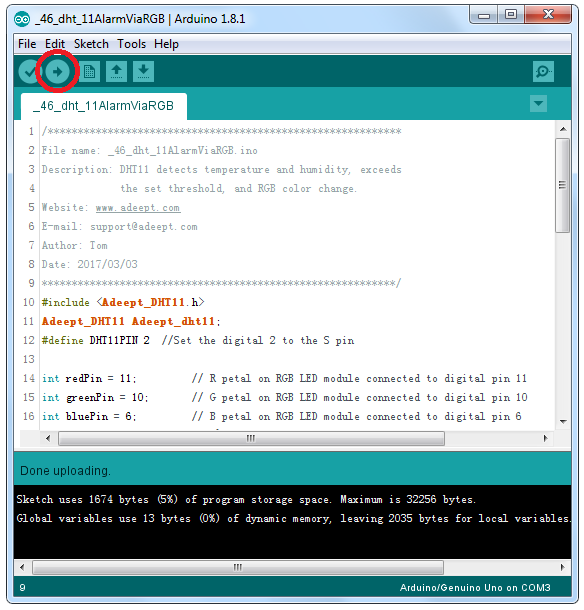 _46_dht_11AlarmViaRGB | Arduino 1.8.1
File Edit Sketch Tools Help
_46_dht_11AlarmViaRGB
1 /***********************************************************
2 File name: _46_dht_11AlarmViaRGB.ino
3 Description: DHT11 detects temperature and humidity, exceeds
4 the set threshold, and RGB color change.
5 Website: www.adeept.com
6 E-mail: support@adeept.com
7 Author: Tom
8 Date: 2017/03/03
9 ***********************************************************/
10 #include <Adeept_DHT11.h>
11 Adeept_DHT11 Adeept_dht11;
12 #define DHT11PIN 2 //Set the digital 2 to the S pin
13
14 int redPin = 11; // R petal on RGB LED module connected to digital pin 11
15 int greenPin = 10; // G petal on RGB LED module connected to digital pin 10
16 int bluePin = 6; // B petal on RGB LED module connected to digital pin 6
Done uploading.
Sketch uses 1674 bytes (5%) of program storage space. Maximum is 32256 bytes.
Global variables use 13 bytes (0%) of dynamic memory, leaving 2035 bytes for local variables.
9 Arduino/Genuino Uno on COM3